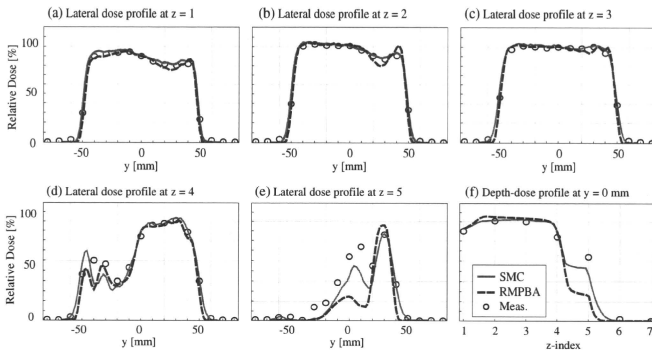 (a) Lateral dose profile at z = 1
(b) Lateral dose profile at z = 2
(c) Lateral dose profile at z = 3
Relative Dose [%]
100
50
0
-50 0 50
y [mm]
-50 0 50
y [mm]
-50 0 50
y [mm]
(d) Lateral dose profile at z = 4
(e) Lateral dose profile at z = 5
(f) Depth-dose profile at y = 0 mm
Relative Dose [%]
100
50
0
-50 0 50
y [mm]
-50 0 50
y [mm]
SMC
RMPBA
Meas.
1 2 3 4 5 6 7
z-index